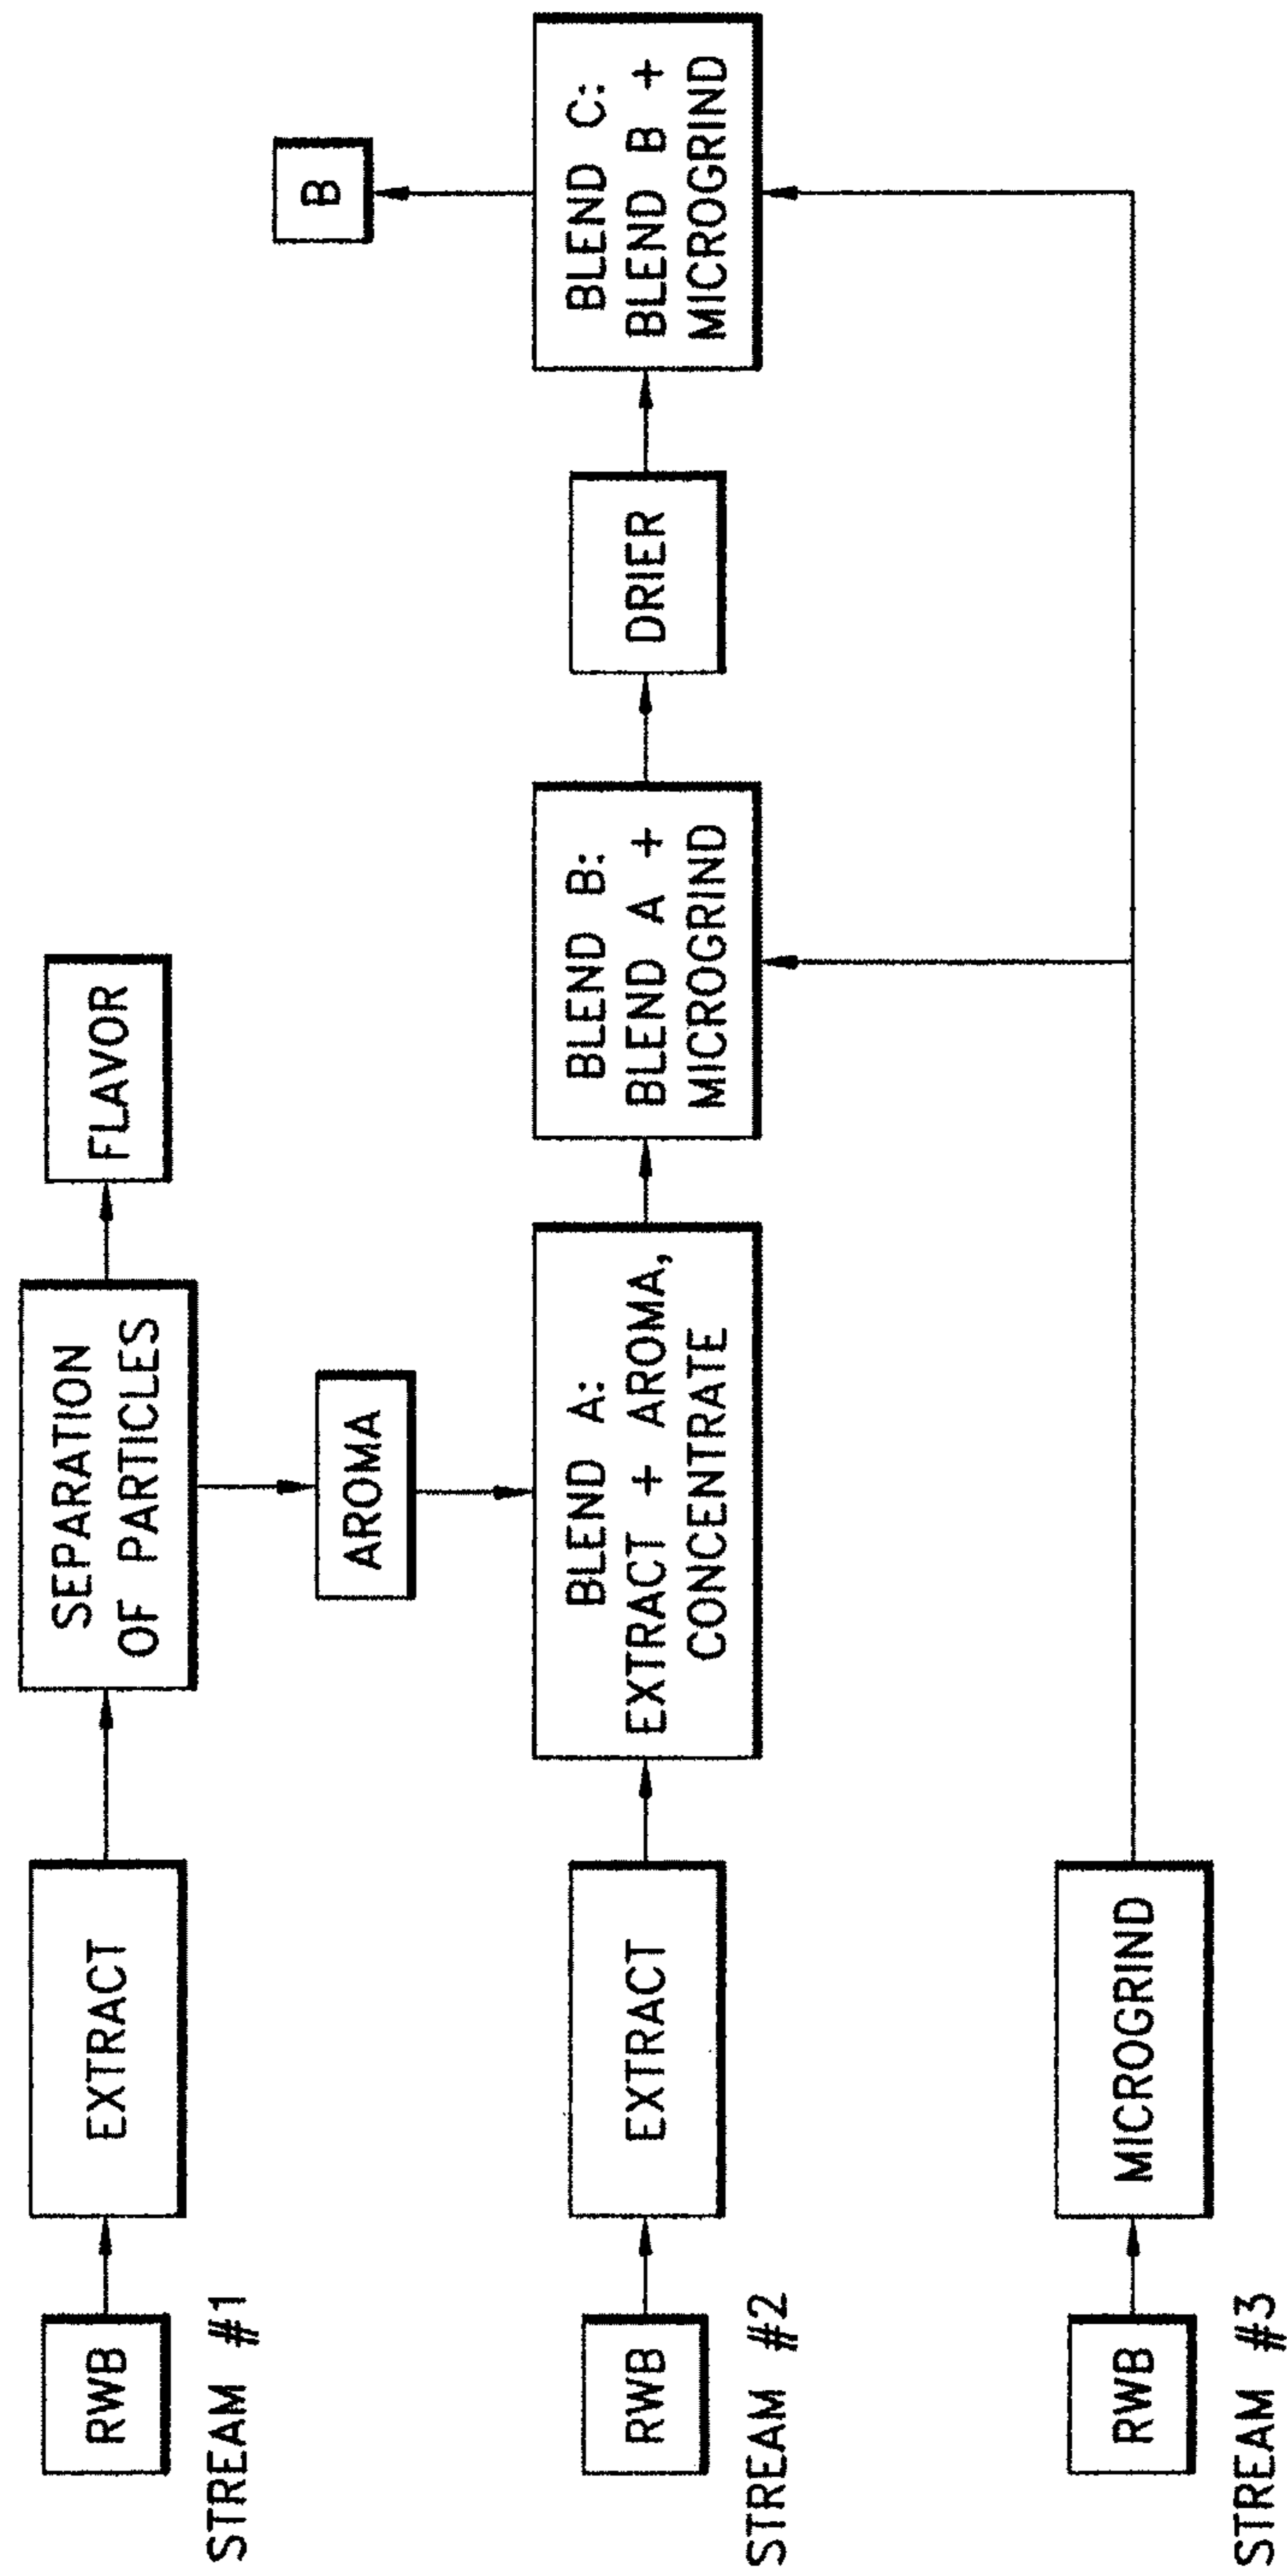 RWB
EXTRACT
SEPARATION
OF PARTICLES
FLAVOR
STREAM #1
AROMA
B
RWB
EXTRACT
BLEND A:
EXTRACT + AROMA,
CONCENTRATE
BLEND B:
BLEND A +
MICROGRIND
DRIER
BLEND C:
BLEND B +
MICROGRIND
STREAM #2
RWB
MICROGRIND
STREAM #3